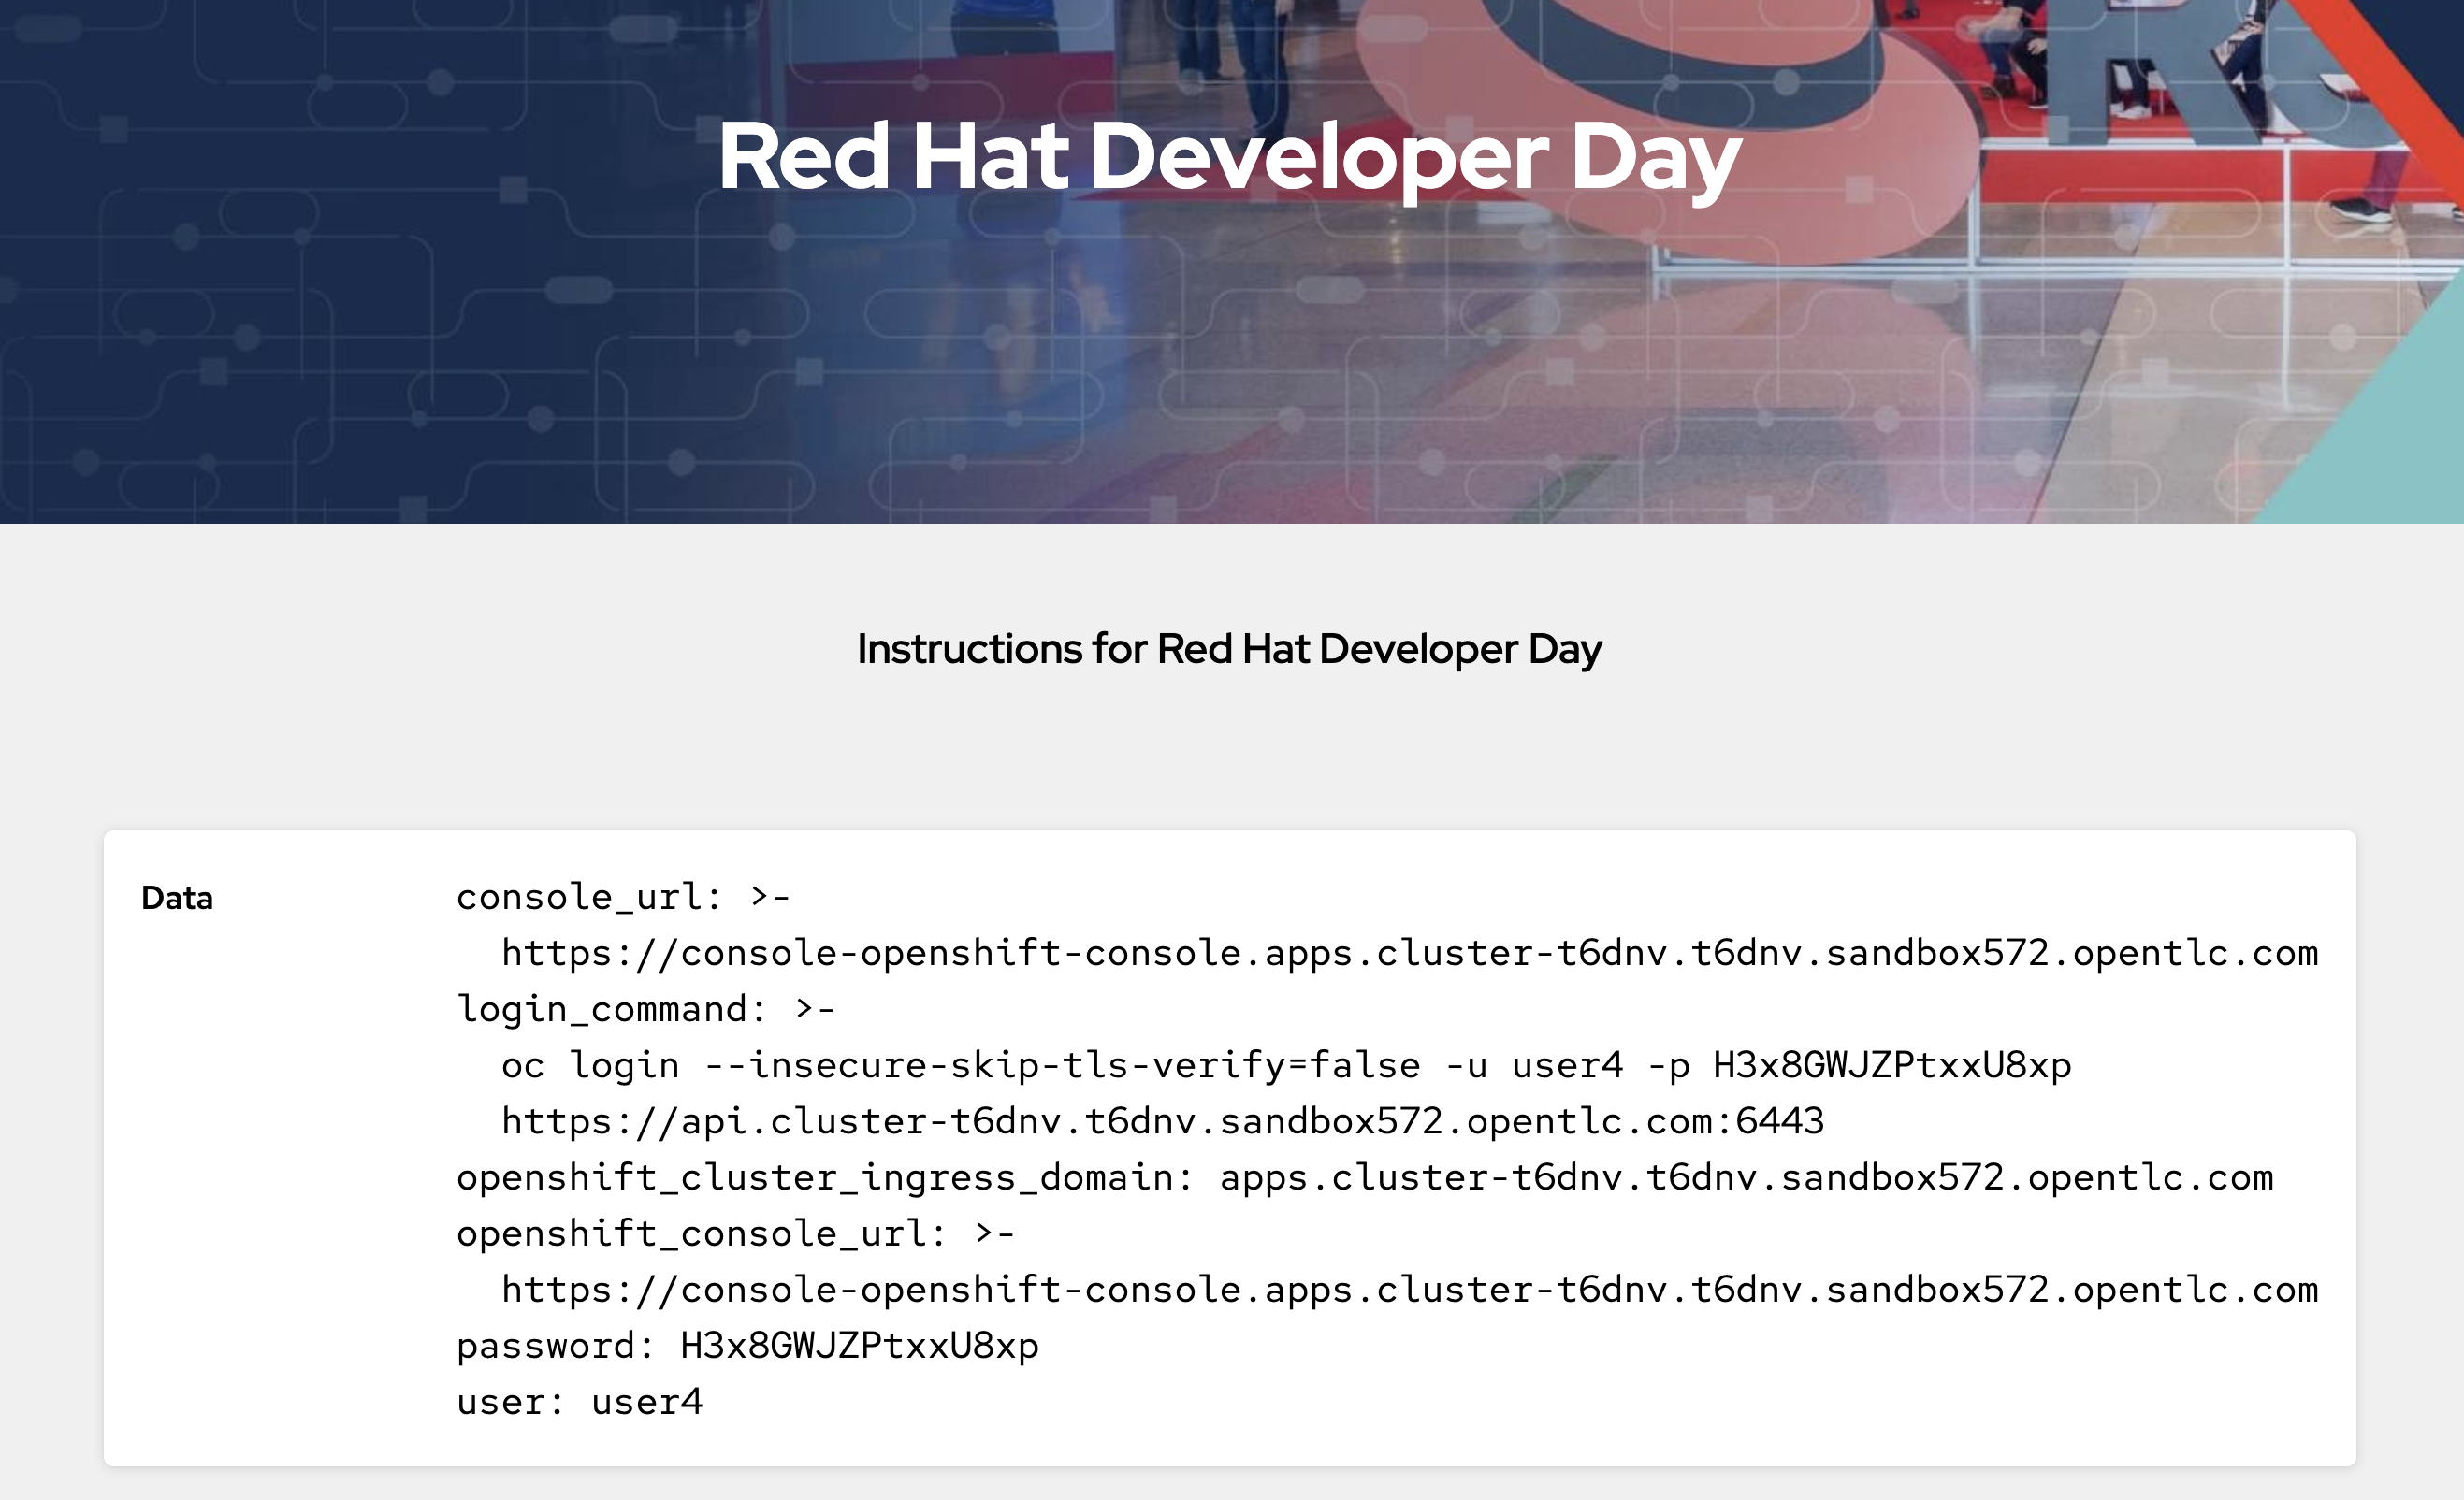 Red Hat Developer Day
Instructions for Red Hat Developer Day
Data
console_url: >-
https://console-openshift-console.apps.cluster-t6dnv.t6dnv.sandbox572.opentlc.com
login_command: >-
oc login --insecure-skip-tls-verify=false -u user4 -p H3x8GWJZPtxxU8xp
https://api.cluster-t6dnv.t6dnv.sandbox572.opentlc.com:6443
openshift_cluster_ingress_domain: apps.cluster-t6dnv.t6dnv.sandbox572.opentlc.com
openshift_console_url: >-
https://console-openshift-console.apps.cluster-t6dnv.t6dnv.sandbox572.opentlc.com
password: H3x8GWJZPtxxU8xp
user: user4